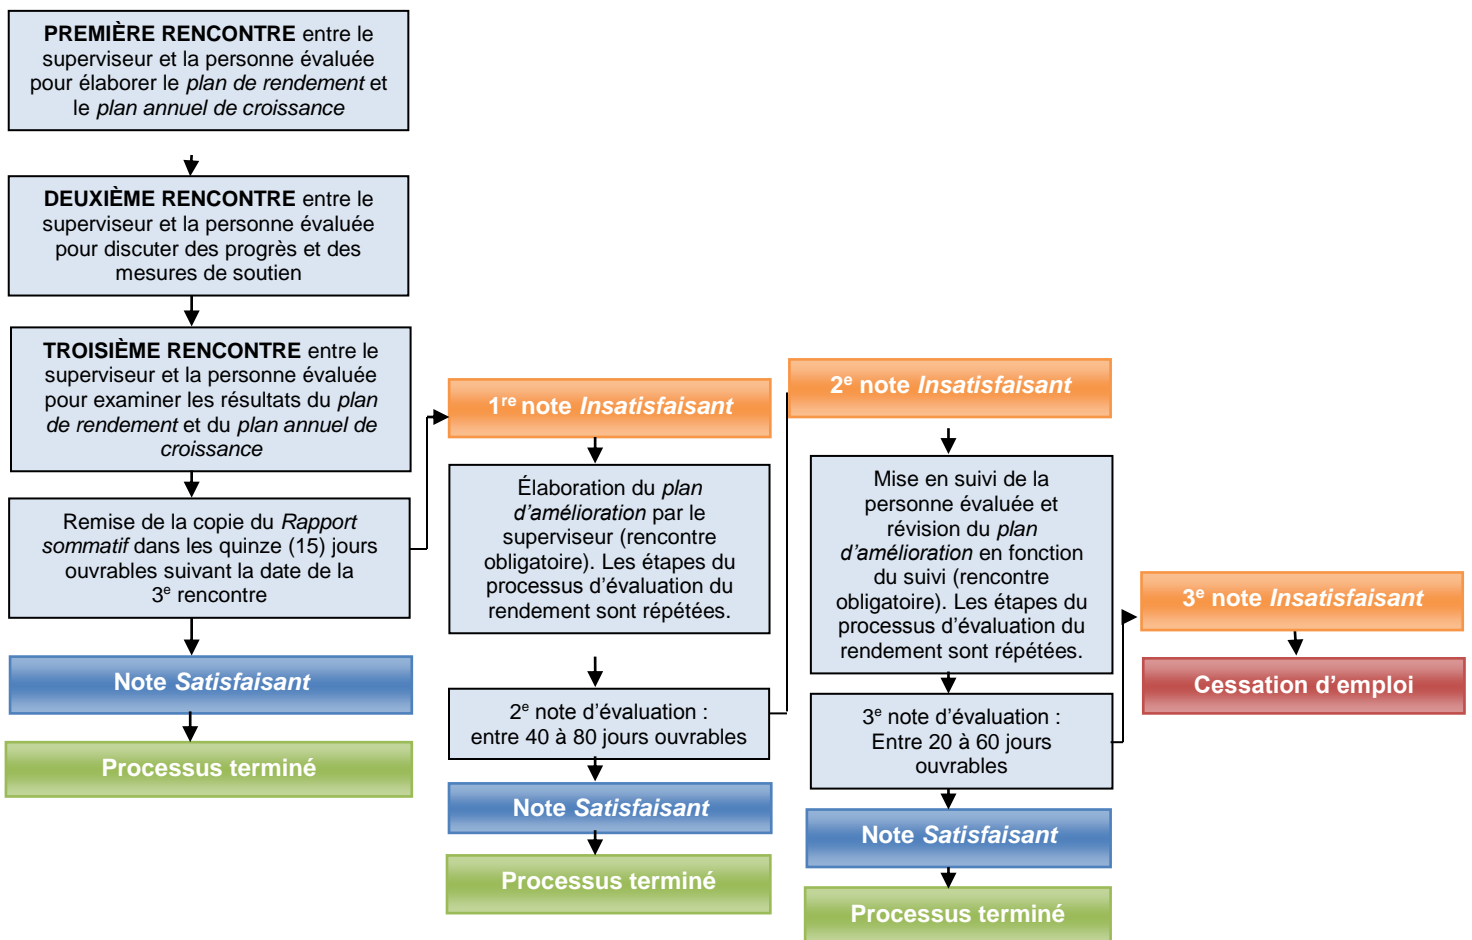 PREMIÈRE RENCONTRE entre le
superviseur et la personne évaluée
pour élaborer le plan de rendement et
le plan annuel de croissance
DEUXIÈME RENCONTRE entre le
superviseur et la personne évaluée
pour discuter des progrès et des
mesures de soutien
TROISIÈME RENCONTRE entre le
superviseur et la personne évaluée
pour examiner les résultats du plan
de rendement et du plan annuel de
croissance
Remise de la copie du Rapport
sommatif dans les quinze (15) jours
ouvrables suivant la date de la
3e rencontre
Note Satisfaisant
Processus terminé
1re note Insatisfaisant
Élaboration du plan
d’amélioration par le
superviseur (rencontre
obligatoire). Les étapes du
processus d’évaluation du
rendement sont répétées.
2e note d’évaluation :
entre 40 à 80 jours ouvrables
Note Satisfaisant
Processus terminé
2e note Insatisfaisant
Mise en suivi de la
personne évaluée et
révision du plan
d’amélioration en fonction
du suivi (rencontre
obligatoire). Les étapes du
processus d’évaluation du
rendement sont répétées.
3e note d’évaluation :
Entre 20 à 60 jours
ouvrables
Note Satisfaisant
Processus terminé
3e note Insatisfaisant
Cessation d’emploi